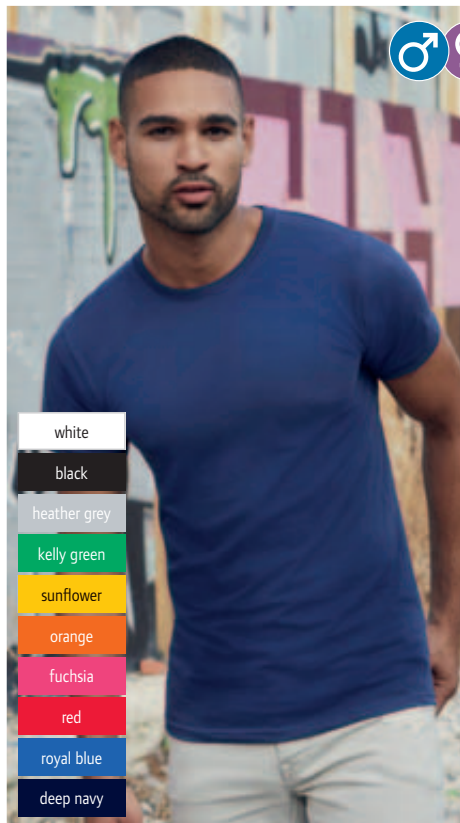 white
black
heather grey
kelly green
sunflower
orange
fuchsia
red
royal blue
deep navy